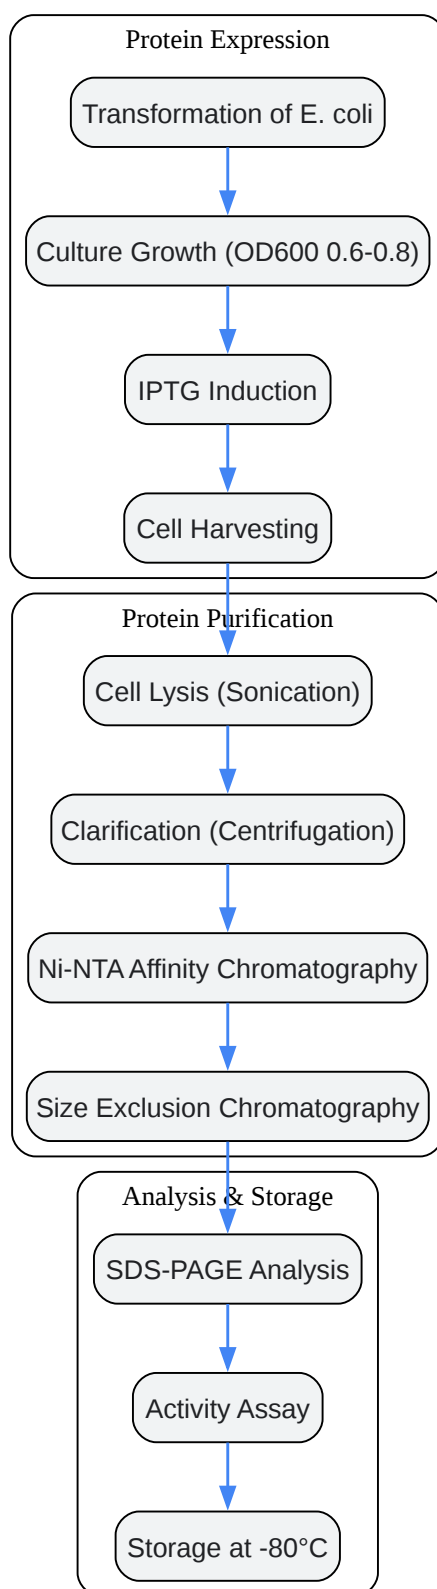 Protein Expression
Transformation of E. coli
Culture Growth (OD600 0.6-0.8)
IPTG Induction
Cell Harvesting
Protein Purification
Cell Lysis (Sonication)
Clarification (Centrifugation)
Ni-NTA Affinity Chromatography
Size Exclusion Chromatography
Analysis & Storage
SDS-PAGE Analysis
Activity Assay
Storage at -80°C